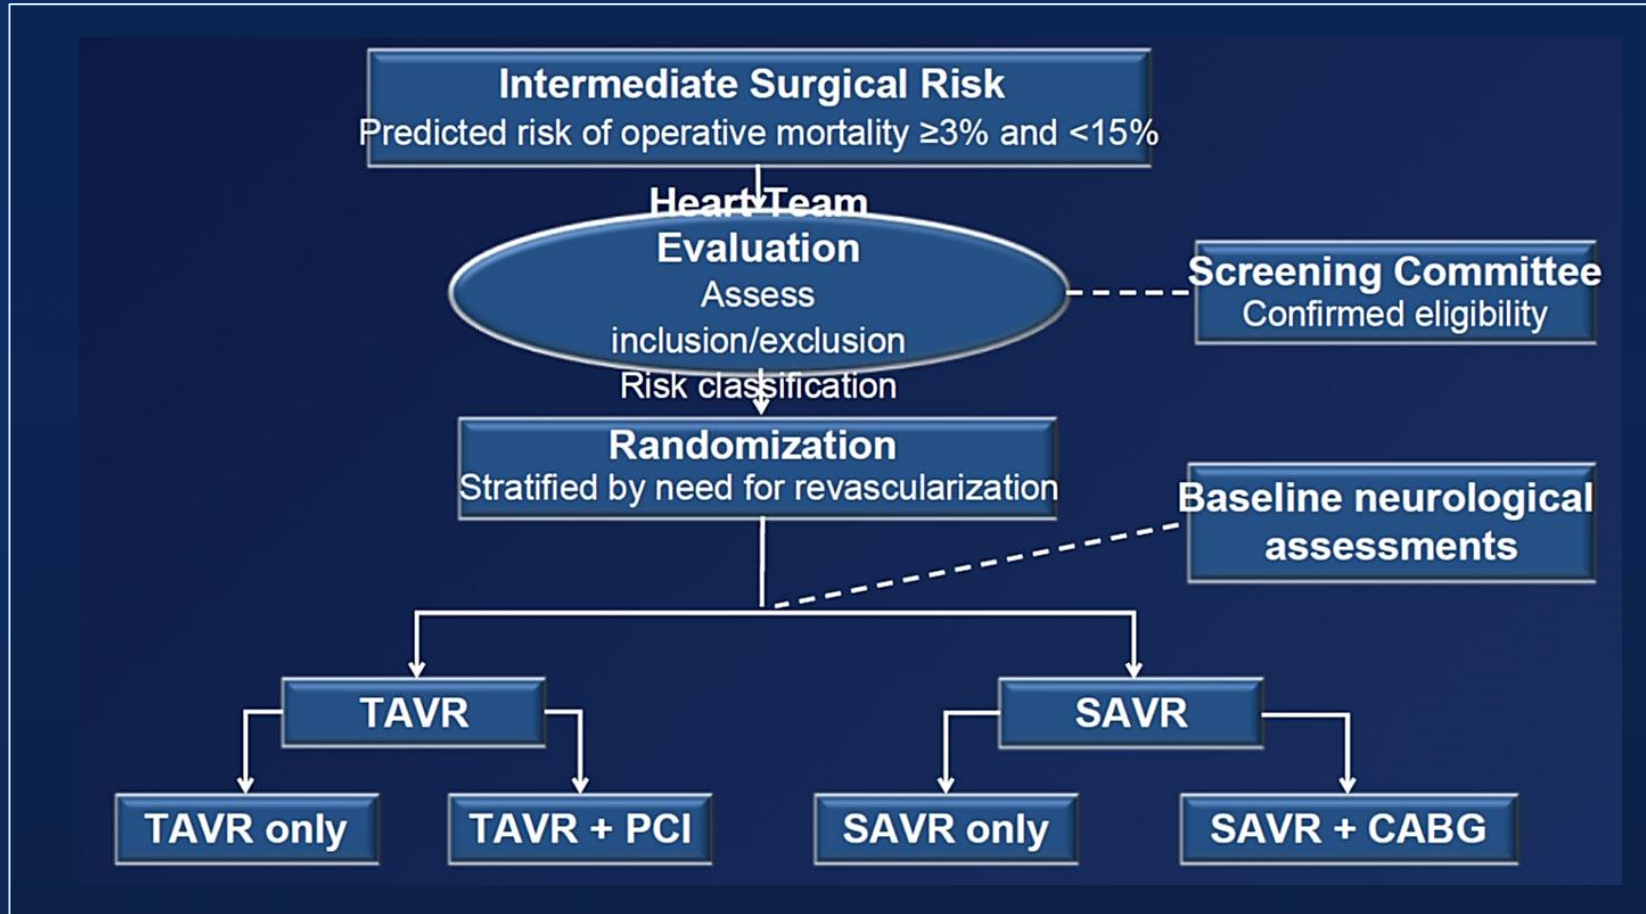 Intermediate Surgical Risk
Predicted risk of operative mortality ≥3% and <15%
Heart Team
Evaluation
Assess
inclusion/exclusion
Risk classification
Screening Committee
Confirmed eligibility
Randomization
Stratified by need for revascularization
Baseline neurological
assessments
TAVR
SAVR
TAVR only
TAVR + PCI
SAVR only
SAVR + CABG